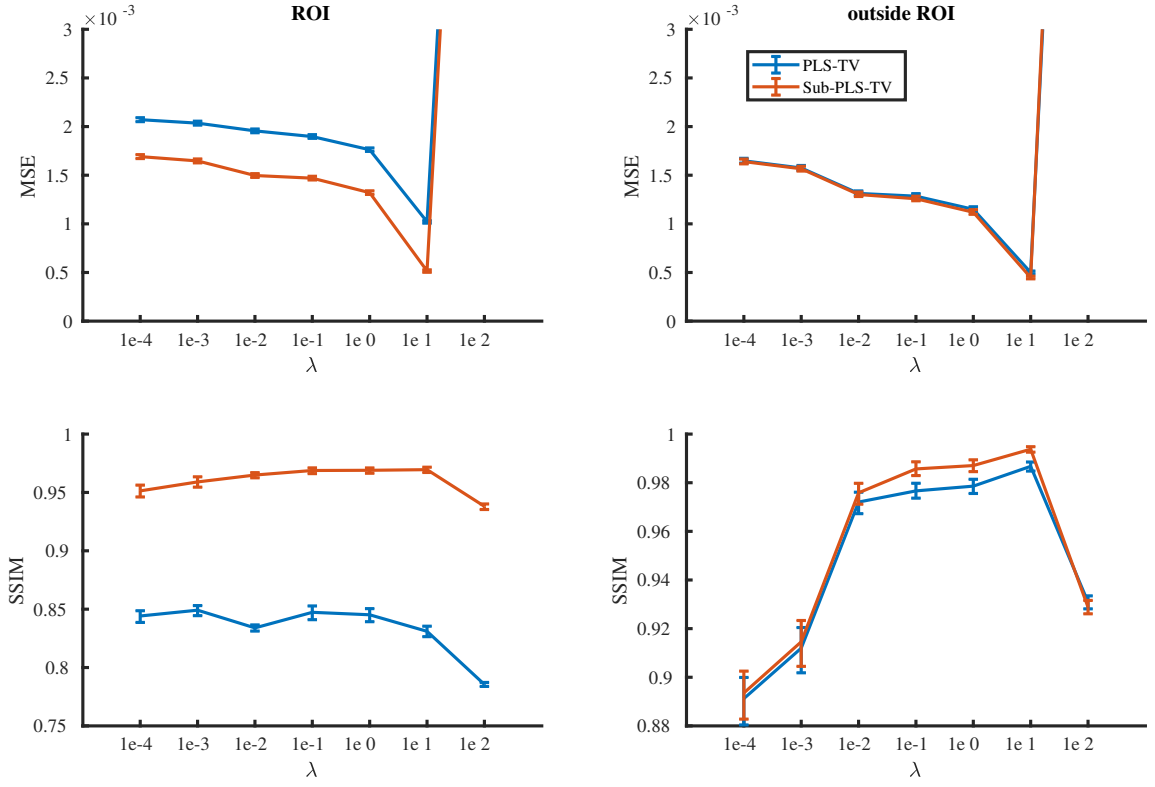 ROI
×10 -3
3
2.5
2
1.5
1
0.5
0
MSE
1e-4 1e-3 1e-2 1e-1 1e 0 1e 1 1e 2
λ
outside ROI
×10 -3
PLS-TV
Sub-PLS-TV
3
2.5
2
1.5
1
0.5
0
MSE
1e-4 1e-3 1e-2 1e-1 1e 0 1e 1 1e 2
λ
1
0.95
0.9
0.85
0.8
0.75
SSIM
1e-4 1e-3 1e-2 1e-1 1e 0 1e 1 1e 2
λ
1
0.98
0.96
0.94
0.92
0.9
0.88
SSIM
1e-4 1e-3 1e-2 1e-1 1e 0 1e 1 1e 2
λ